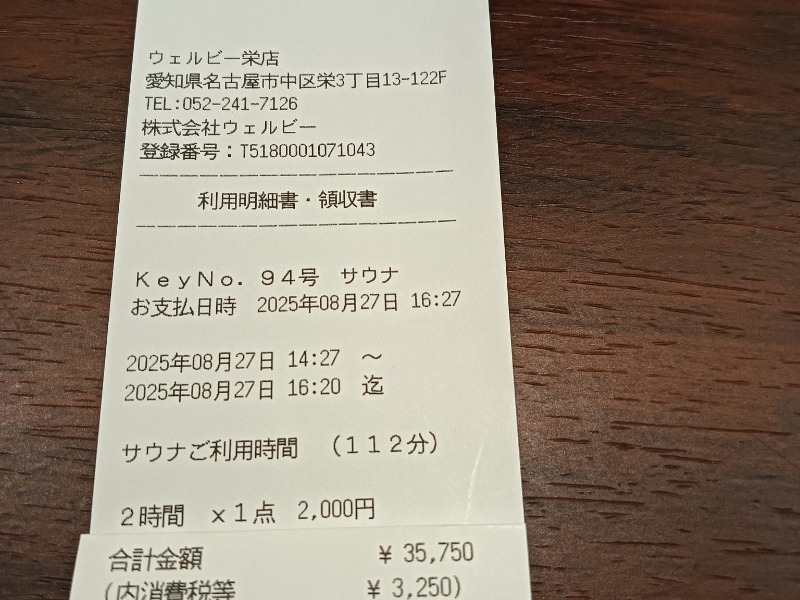 ウェルビー栄店
愛知県名古屋市中区栄3丁目13-122F
TEL:052-241-7126
株式会社ウェルビー
登録番号：T5180001071043
利用明細書・領収書
ＫｅｙＮｏ．９４号　サウナ
お支払日時　2025年08月27日 16:27
2025年08月27日 14:27　～
2025年08月27日 16:20　迄
サウナご利用時間　（１１２分）
２時間　ｘ１点　2,000円
合計金額　￥ 35,750
(内消費税等　￥ 3,250)